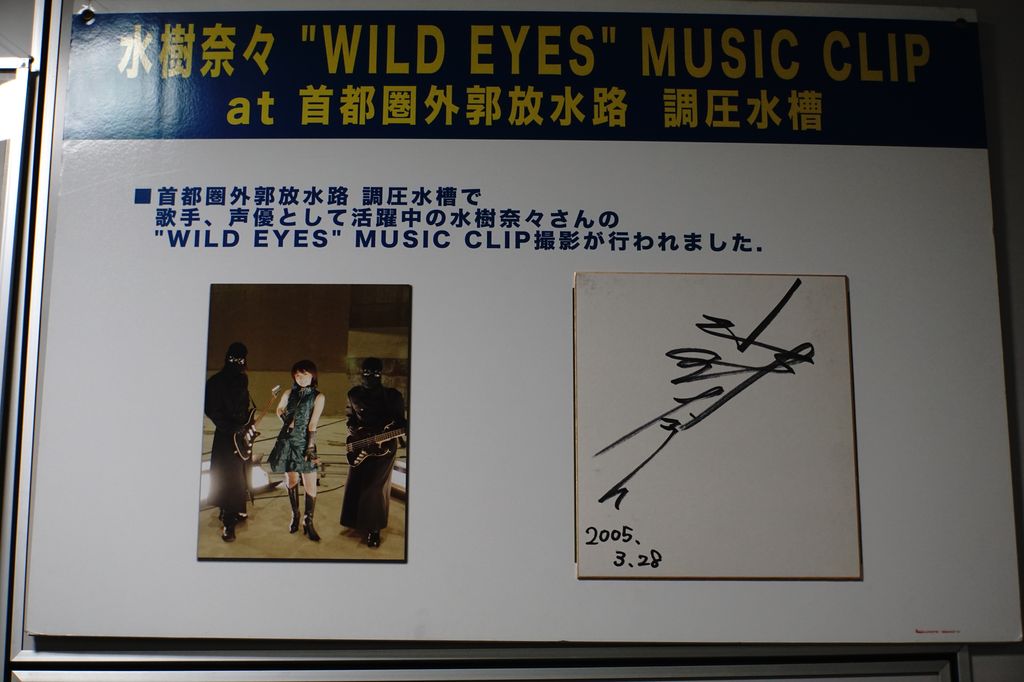 水樹奈々 "WILD EYES" MUSIC CLIP
at 首都圏外郭放水路 調圧水槽
■首都圏外郭放水路 調圧水槽で
歌手、声優として活躍中の水樹奈々さんの
"WILD EYES" MUSIC CLIP撮影が行われました.
2005.
3.28